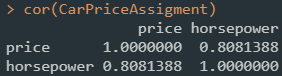 > cor(CarPriceAssigment)
price horsepower
price 1.0000000 0.8081388
horsepower 0.8081388 1.0000000